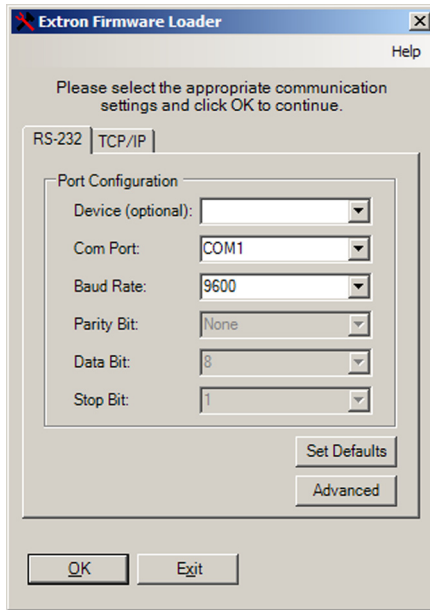 Extron Firmware Loader
Help
Please select the appropriate communication
settings and click OK to continue.
RS-232 TCP/IP
Port Configuration
Device (optional):
Com Port: COM1
Baud Rate: 9600
Parity Bit: None
Data Bit: 8
Stop Bit: 1
Set Defaults
Advanced
OK Exit